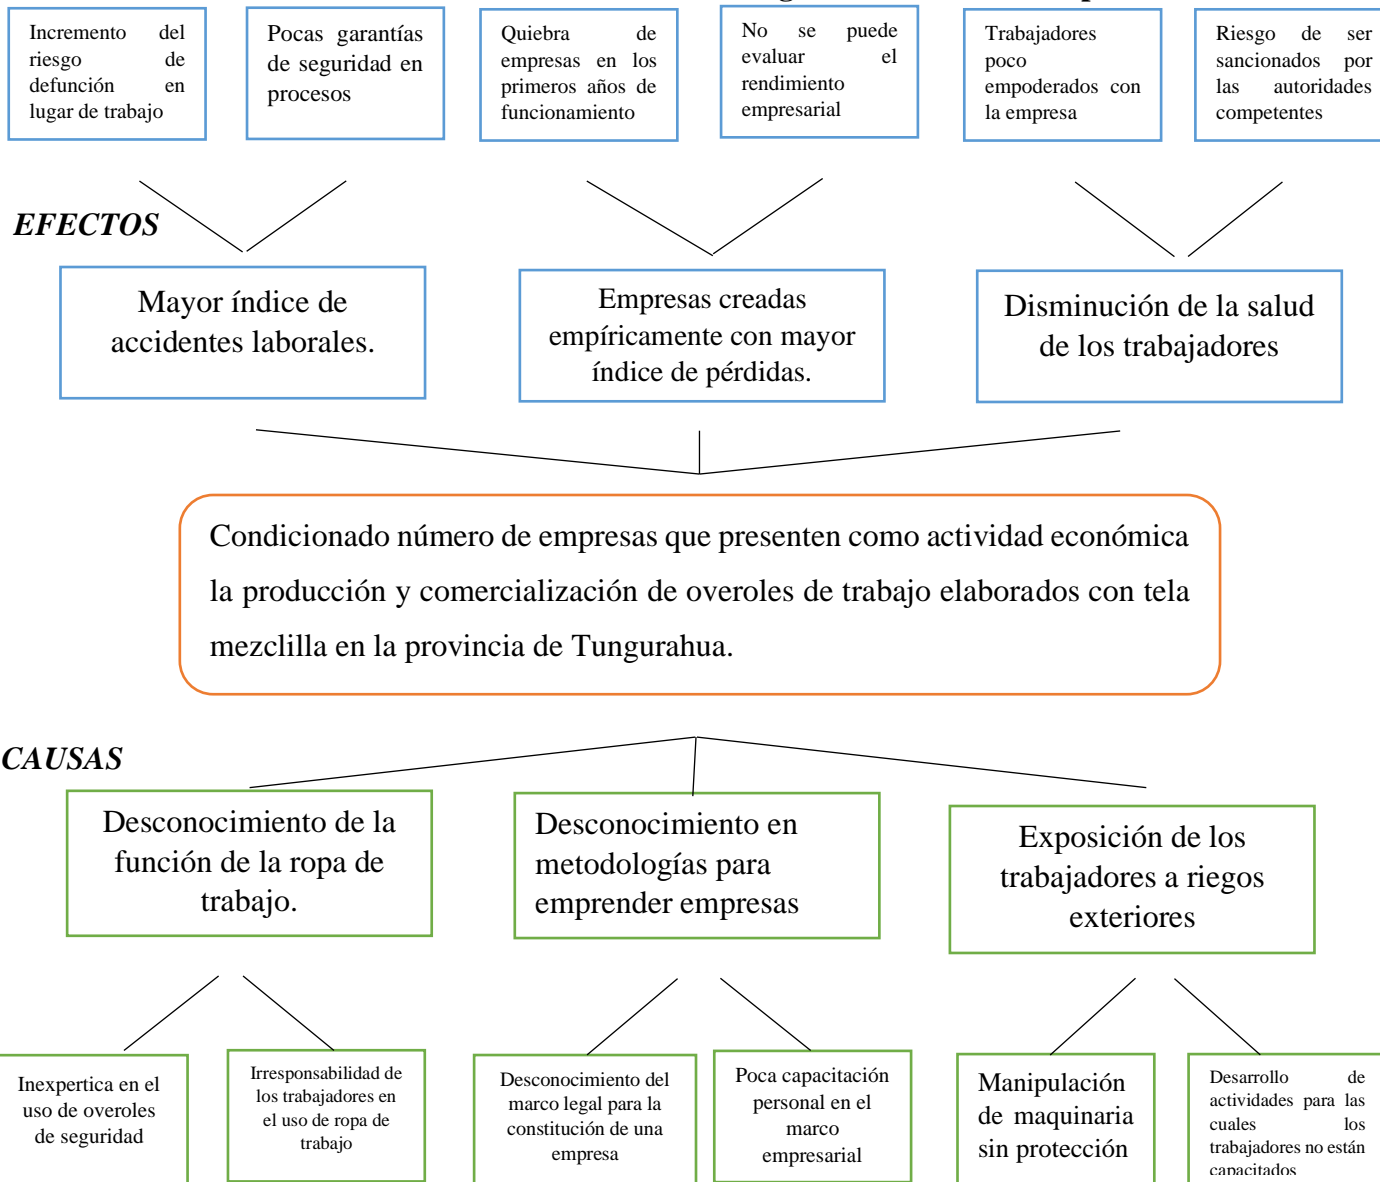 Incremento del
riesgo de
defunción en
lugar de trabajo
Pocas garantías
de seguridad en
procesos
Quiebra de
empresas en los
primeros años de
funcionamiento
No se puede
evaluar el
rendimiento
empresarial
Trabajadores
poco
empoderados con
la empresa
Riesgo de ser
sancionados por
las autoridades
competentes
EFECTOS
Mayor índice de
accidentes laborales.
Empresas creadas
empíricamente con mayor
índice de pérdidas.
Disminución de la salud
de los trabajadores
Condicionado número de empresas que presenten como actividad económica
la producción y comercialización de overoles de trabajo elaborados con tela
mezclilla en la provincia de Tungurahua.
CAUSAS
Desconocimiento de la
función de la ropa de
trabajo.
Desconocimiento en
metodologías para
emprender empresas
Exposición de los
trabajadores a riegos
exteriores
Inexpertica en el
uso de overoles
de seguridad
Irresponsabilidad de
los trabajadores en
el uso de ropa de
trabajo
Desconocimiento del
marco legal para la
constitución de una
empresa
Poca capacitación
personal en el
marco
empresarial
Manipulación
de maquinaria
sin protección
Desarrollo de
actividades para las
cuales los
trabajadores no están
capacitados